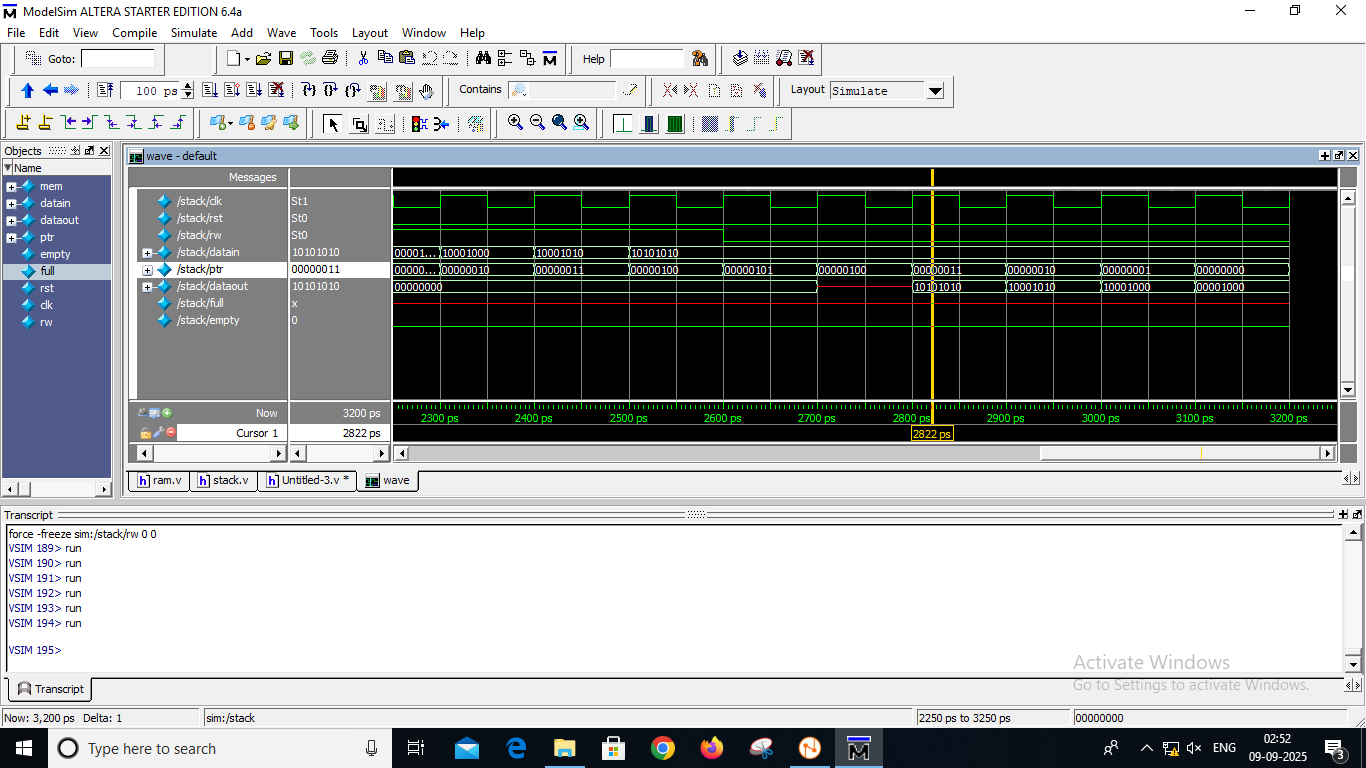 ModelSim ALTERA STARTER EDITION 6.4a
File Edit View Compile Simulate Add Wave Tools Layout Window Help
Goto:
Help
100 ps
Contains
Layout Simulate
Objects
Name
mem
datain
dataout
ptr
empty
full
rst
clk
rw
wave - default
Messages
/stack/clk St1
/stack/rst St0
/stack/rw St0
/stack/datain 10101010 00001... 10001000 10001010 10101010
/stack/ptr 00000011 00000... 00000010 00000011 00000100 00000101 00000100 00000011 00000010 00000001 00000000
/stack/dataout 10101010 00000000 10101010 10001010 10001000 00001000
/stack/full x
/stack/empty 0
Now 3200 ps 2300 ps 2400 ps 2500 ps 2600 ps 2700 ps 2800 ps 2900 ps 3000 ps 3100 ps 3200 ps
Cursor 1 2822 ps 2822 ps
ram.v stack.v Untitled-3.v * wave
Transcript
force -freeze sim:/stack/rw 0 0
VSIM 189> run
VSIM 190> run
VSIM 191> run
VSIM 192> run
VSIM 193> run
VSIM 194> run
VSIM 195>
Activate Windows
Go to Settings to activate Windows.
Transcript
Now: 3,200 ps Delta: 1 sim:/stack 2250 ps to 3250 ps 00000000
Type here to search
ENG
02:52
09-09-2025
3